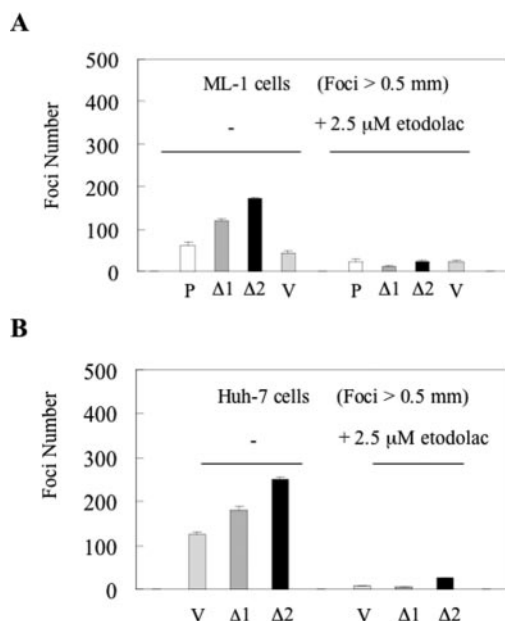 A
500
400
300
200
100
0
Foci Number
ML-1 cells (Foci > 0.5 mm)
- + 2.5 μM etodolac
P Δ1 Δ2 V P Δ1 Δ2 V
B
500
400
300
200
100
0
Foci Number
Huh-7 cells (Foci > 0.5 mm)
- + 2.5 μM etodolac
V Δ1 Δ2 V Δ1 Δ2